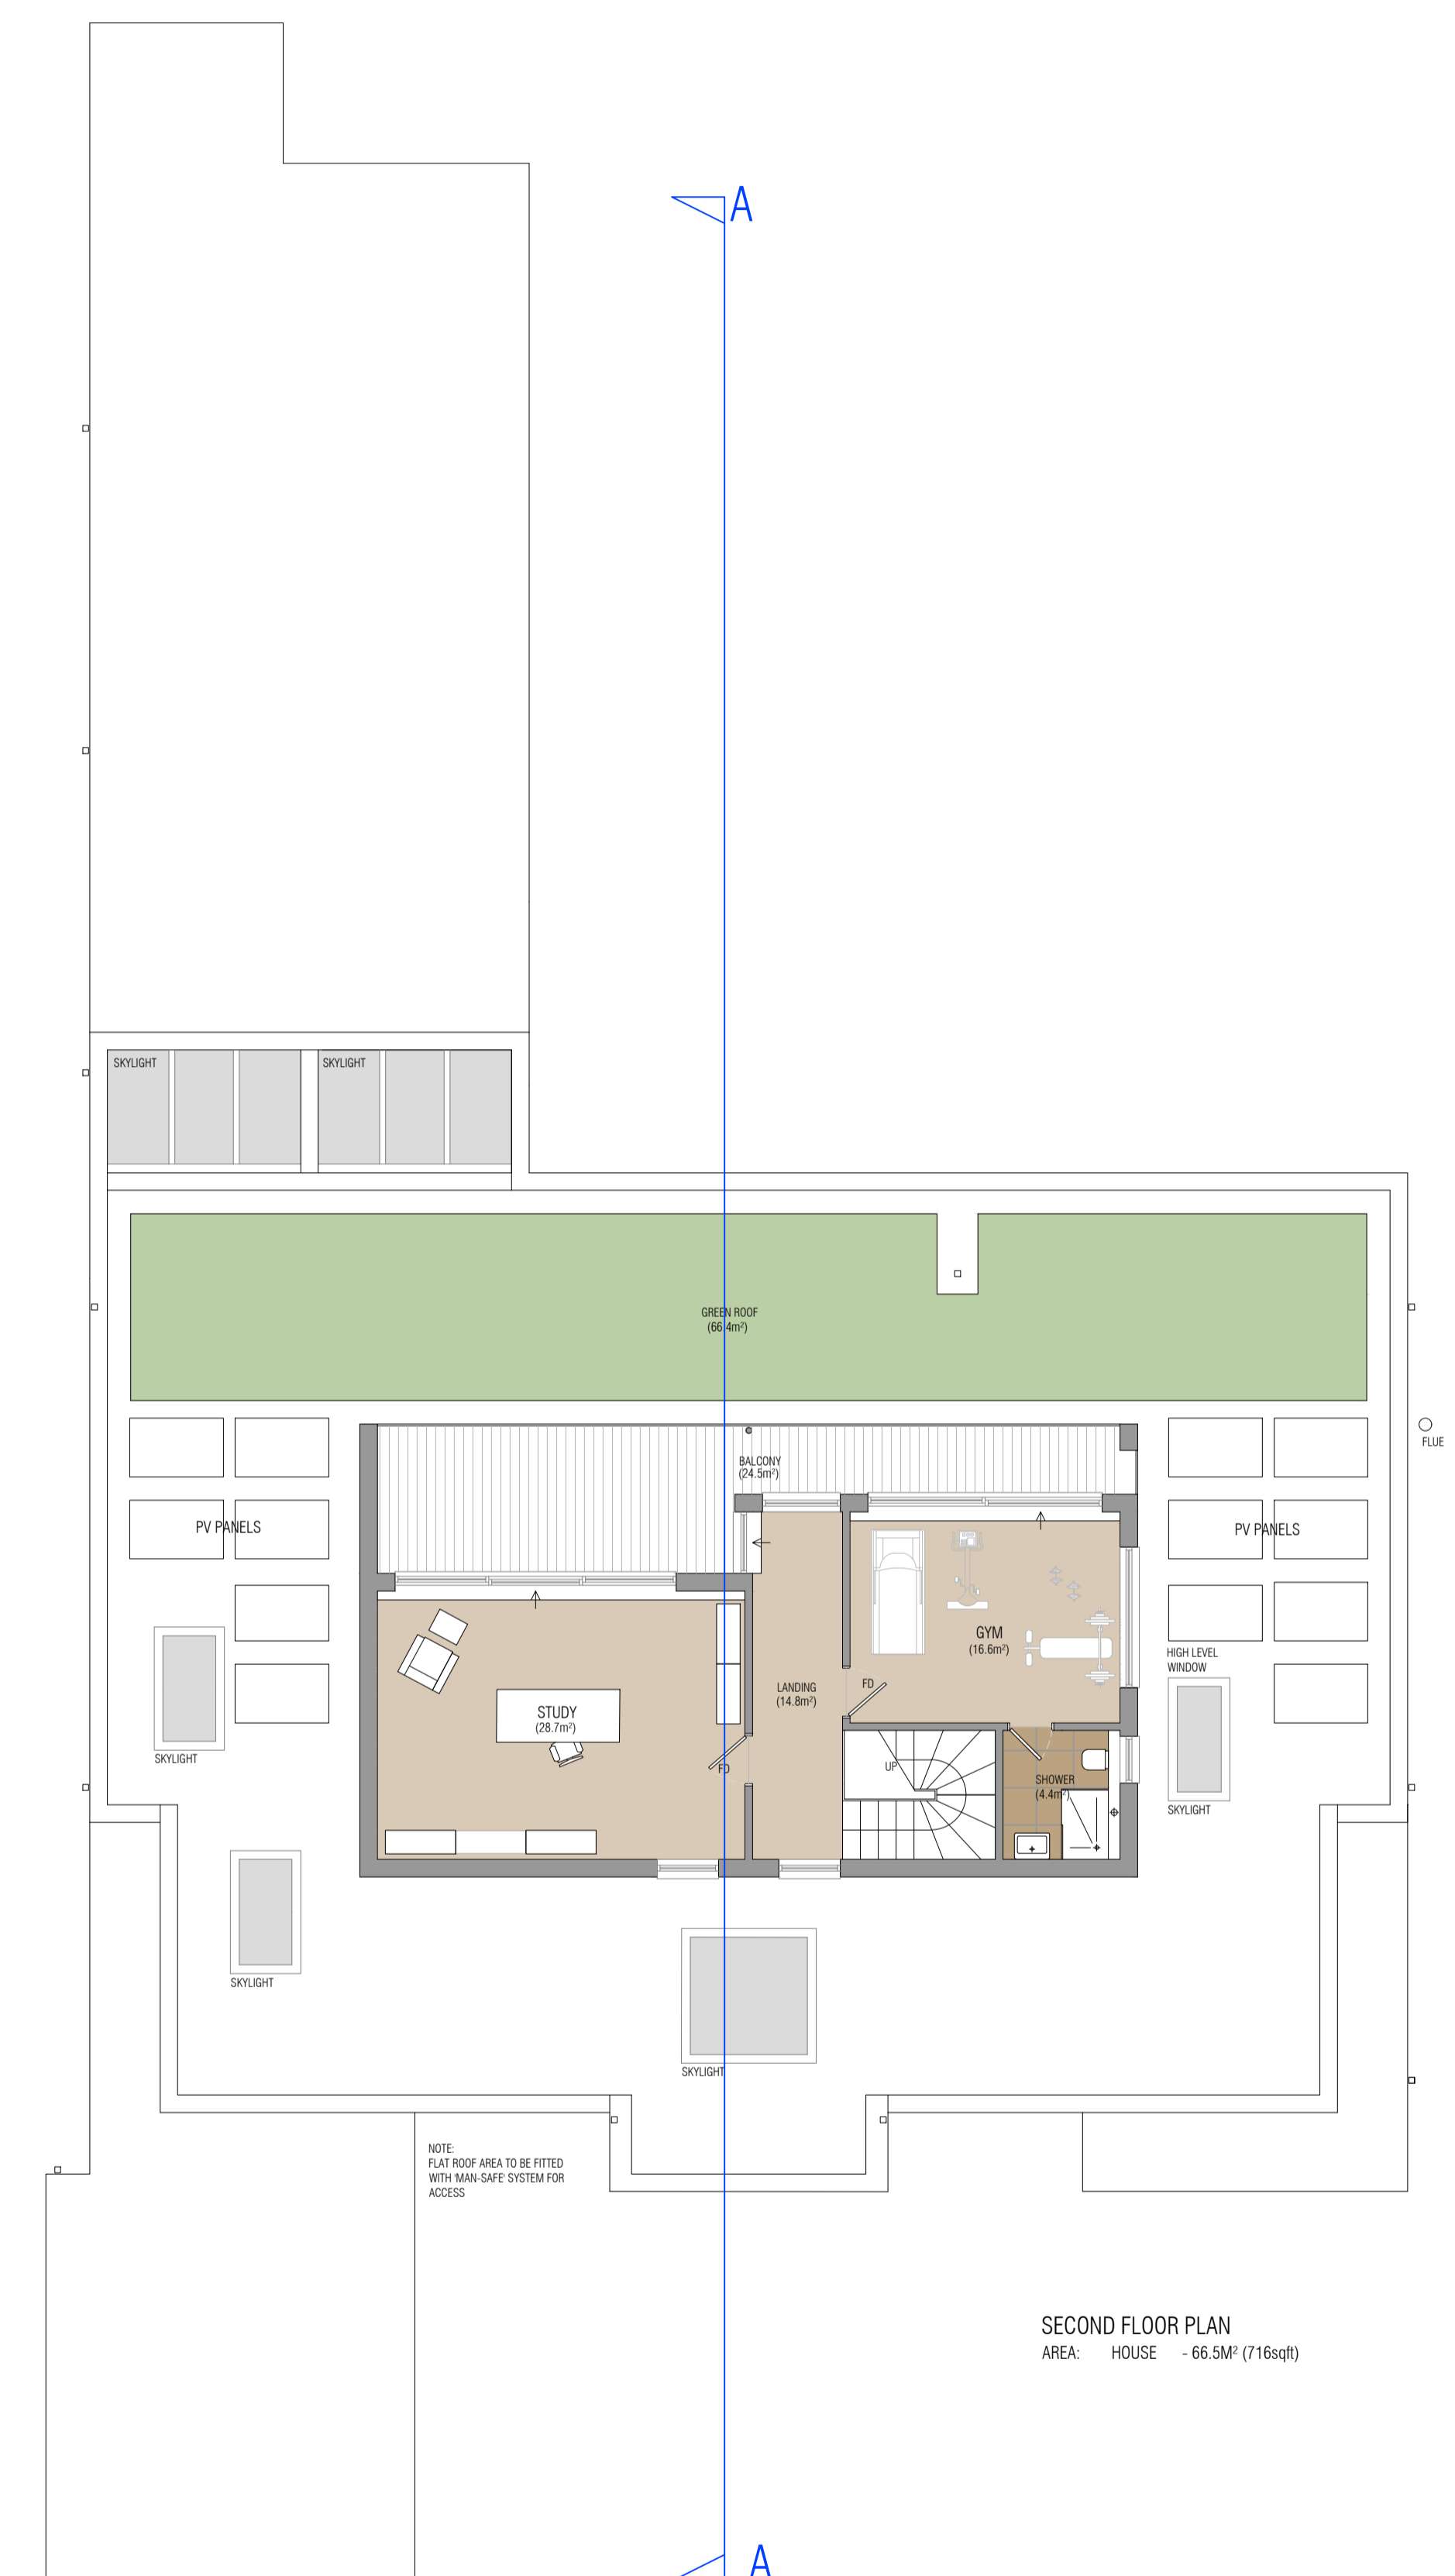 A
SKYLIGHT
SKYLIGHT
GREEN ROOF
(66.4m²)
FLUE
BALCONY
(24.5m²)
PV PANELS
PV PANELS
GYM
(16.6m²)
HIGH LEVEL
WINDOW
FD
LANDING
(14.8m²)
STUDY
(28.7m²)
FD
UP
SHOWER
(4.4m²)
SKYLIGHT
SKYLIGHT
SKYLIGHT
SKYLIGHT
NOTE:
FLAT ROOF AREA TO BE FITTED
WITH 'MAN-SAFE' SYSTEM FOR
ACCESS
SECOND FLOOR PLAN
AREA: HOUSE - 66.5M² (716sqft)
A